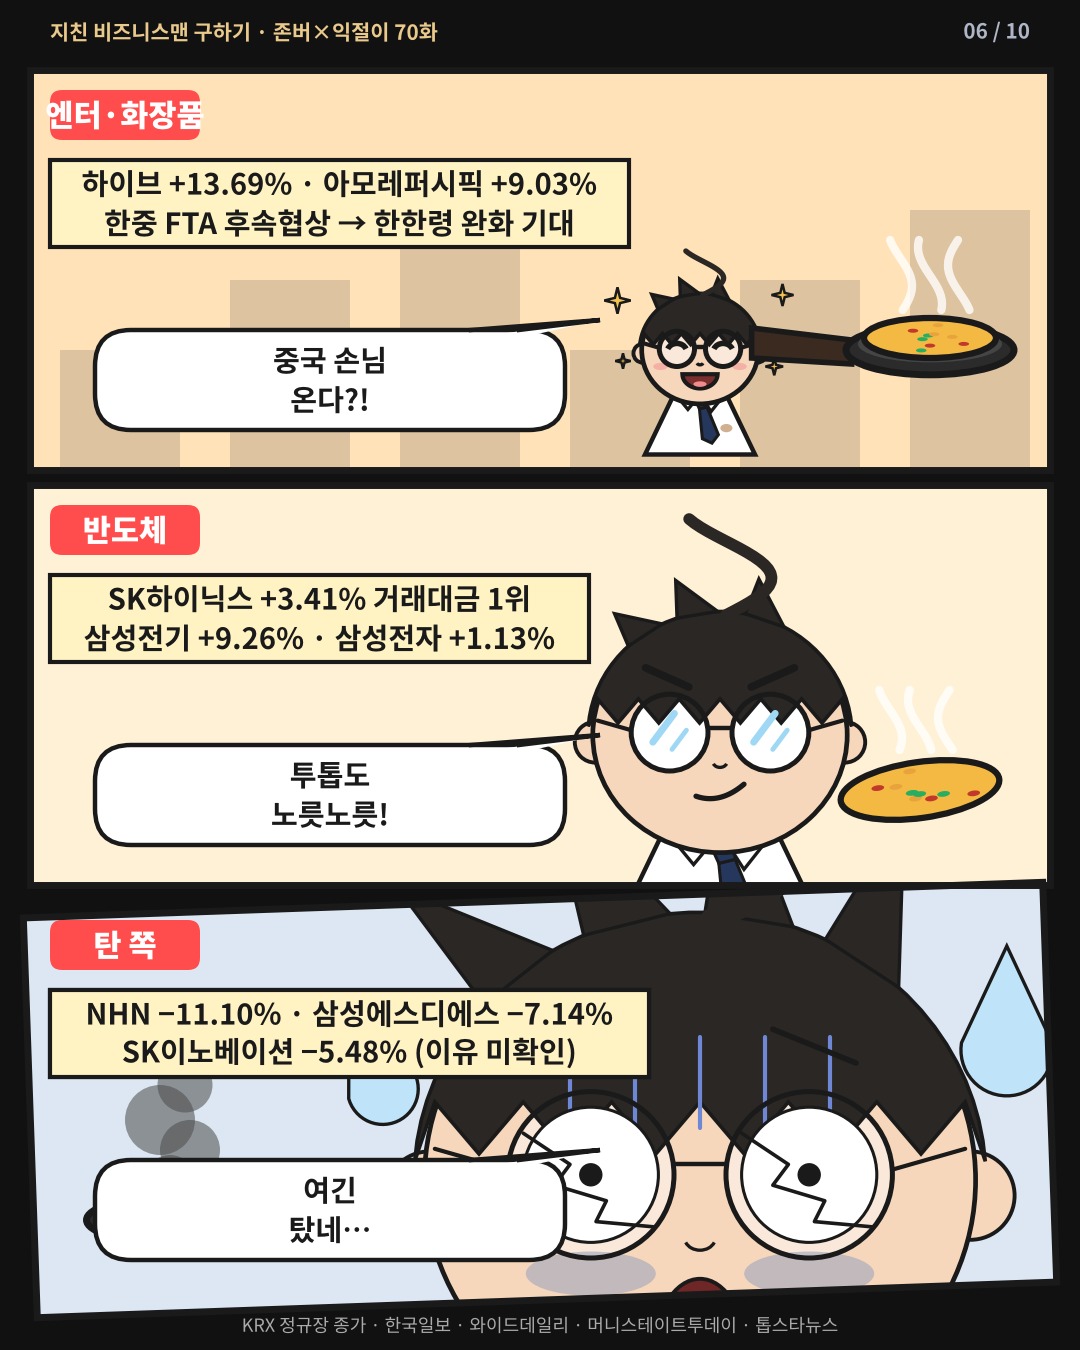 지친 비즈니스맨 구하기 · 존버×익절이 70화
06 / 10
엔터·화장품
하이브 +13.69% · 아모레퍼시픽 +9.03%
한중 FTA 후속협상 → 한한령 완화 기대
중국 손님
온다?!
반도체
SK하이닉스 +3.41% 거래대금 1위
삼성전기 +9.26% · 삼성전자 +1.13%
투톱도
노릇노릇!
탄 쪽
NHN −11.10% · 삼성에스디에스 −7.14%
SK이노베이션 −5.48% (이유 미확인)
여긴
탔네…
KRX 정규장 종가 · 한국일보 · 와이드데일리 · 머니스테이트투데이 · 톱스타뉴스